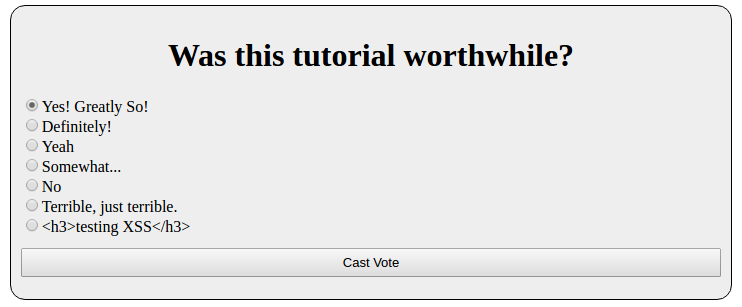 Was this tutorial worthwhile?
Yes! Greatly So!
Definitely!
Yeah
Somewhat...
No
Terrible, just terrible.
<h3>testing XSS</h3>
Cast Vote